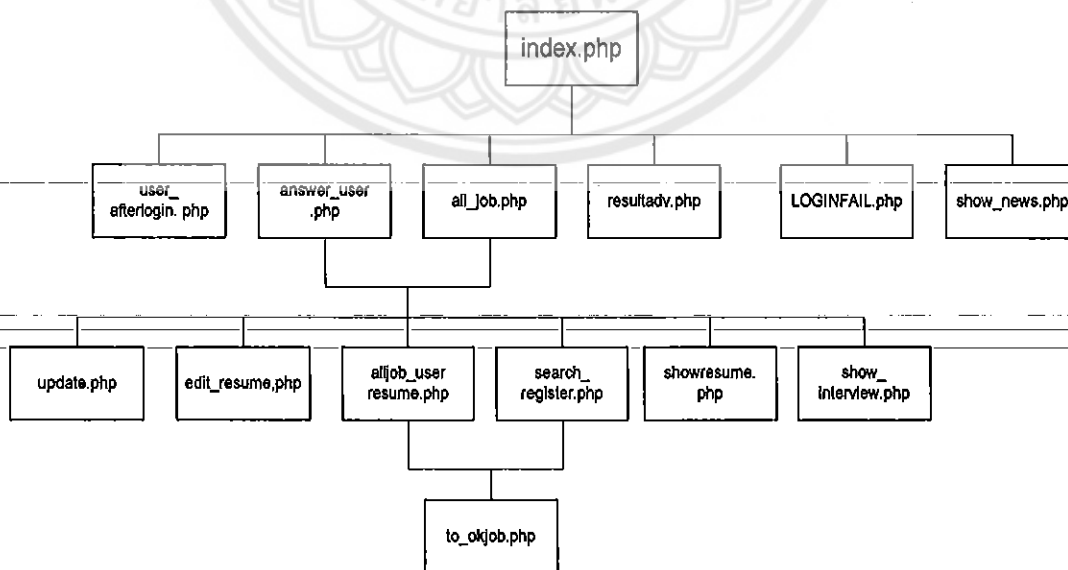 index.php
user_
afterlogin. php
answer_user
.php
all_job.php
resultadv.php
LOGINFAIL.php
show_news.php
update.php
edit_resume,php
alljob_user
resume.php
search_
register.php
showresume.
php
show_
interview.php
to_okjob.php